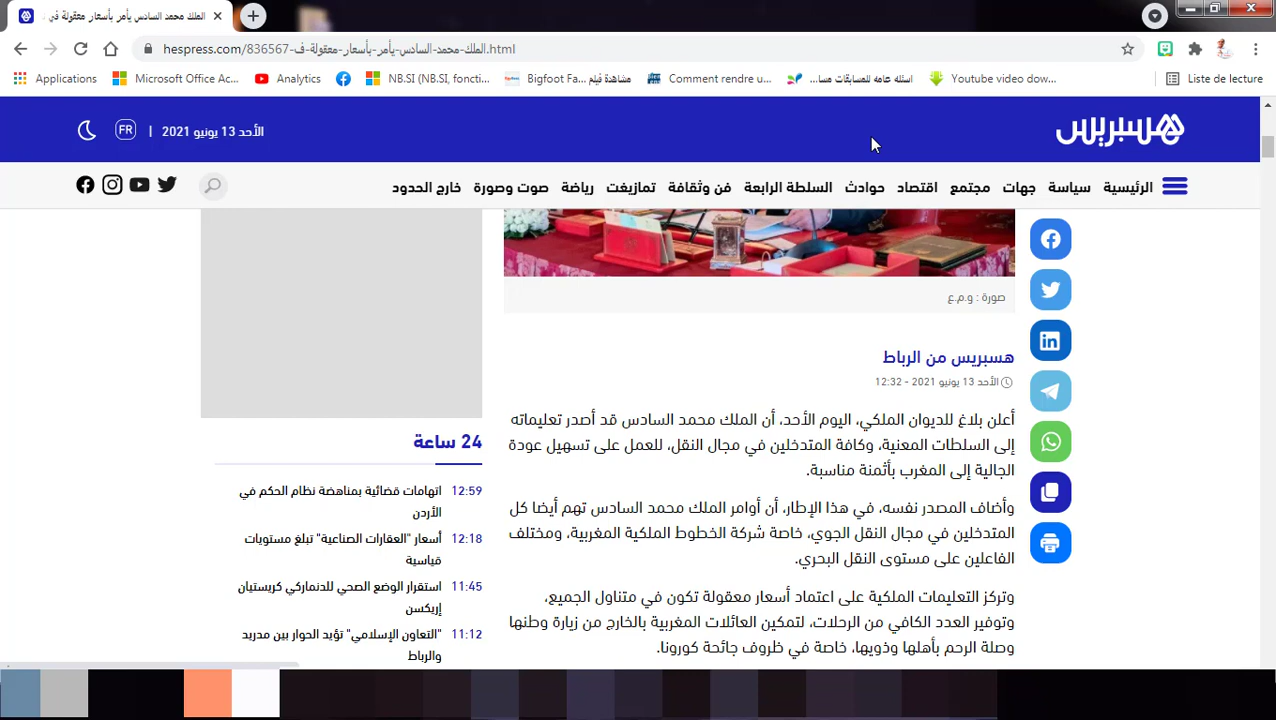 الملك محمد السادس يأمر بأسعار معقولة في
hespress.com/836567-الملك-محمد-السادس-يأمر-بأسعار-معقولة-ف.html
Applications
Microsoft Office Ac...
Analytics
NB.SI (NB.SI, foncti...
Bigfoot Fa... مشاهدة فيلم
Comment rendre u...
اسئله عامه للمسابقات مسا...
Youtube video dow...
Liste de lecture
هسبريس
الأحد 13 يونيو 2021 | FR
الرئيسية سياسة جهات مجتمع اقتصاد حوادث السلطة الرابعة فن وثقافة تمازيغت رياضة صوت وصورة خارج الحدود
صورة : و.م.ع
هسبريس من الرباط
الأحد 13 يونيو 2021 - 12:32
أعلن بلاغ للديوان الملكي، اليوم الأحد، أن الملك محمد السادس قد أصدر تعليماته
إلى السلطات المعنية، وكافة المتدخلين في مجال النقل، للعمل على تسهيل عودة
الجالية إلى المغرب بأثمنة مناسبة.
وأضاف المصدر نفسه، في هذا الإطار، أن أوامر الملك محمد السادس تهم أيضا كل
المتدخلين في مجال النقل الجوي، خاصة شركة الخطوط الملكية المغربية، ومختلف
الفاعلين على مستوى النقل البحري.
وتركز التعليمات الملكية على اعتماد أسعار معقولة تكون في متناول الجميع،
وتوفير العدد الكافي من الرحلات، لتمكين العائلات المغربية بالخارج من زيارة وطنها
وصلة الرحم بأهلها وذويها، خاصة في ظروف جائحة كورونا.
24 ساعة
12:59 اتهامات قضائية بمناهضة نظام الحكم في
الأردن
12:18 أسعار "العقارات الصناعية" تبلغ مستويات
قياسية
11:45 استقرار الوضع الصحي للدنماركي كريستيان
إريكسن
11:12 "التعاون الإسلامي" تؤيد الحوار بين مدريد
والرباط